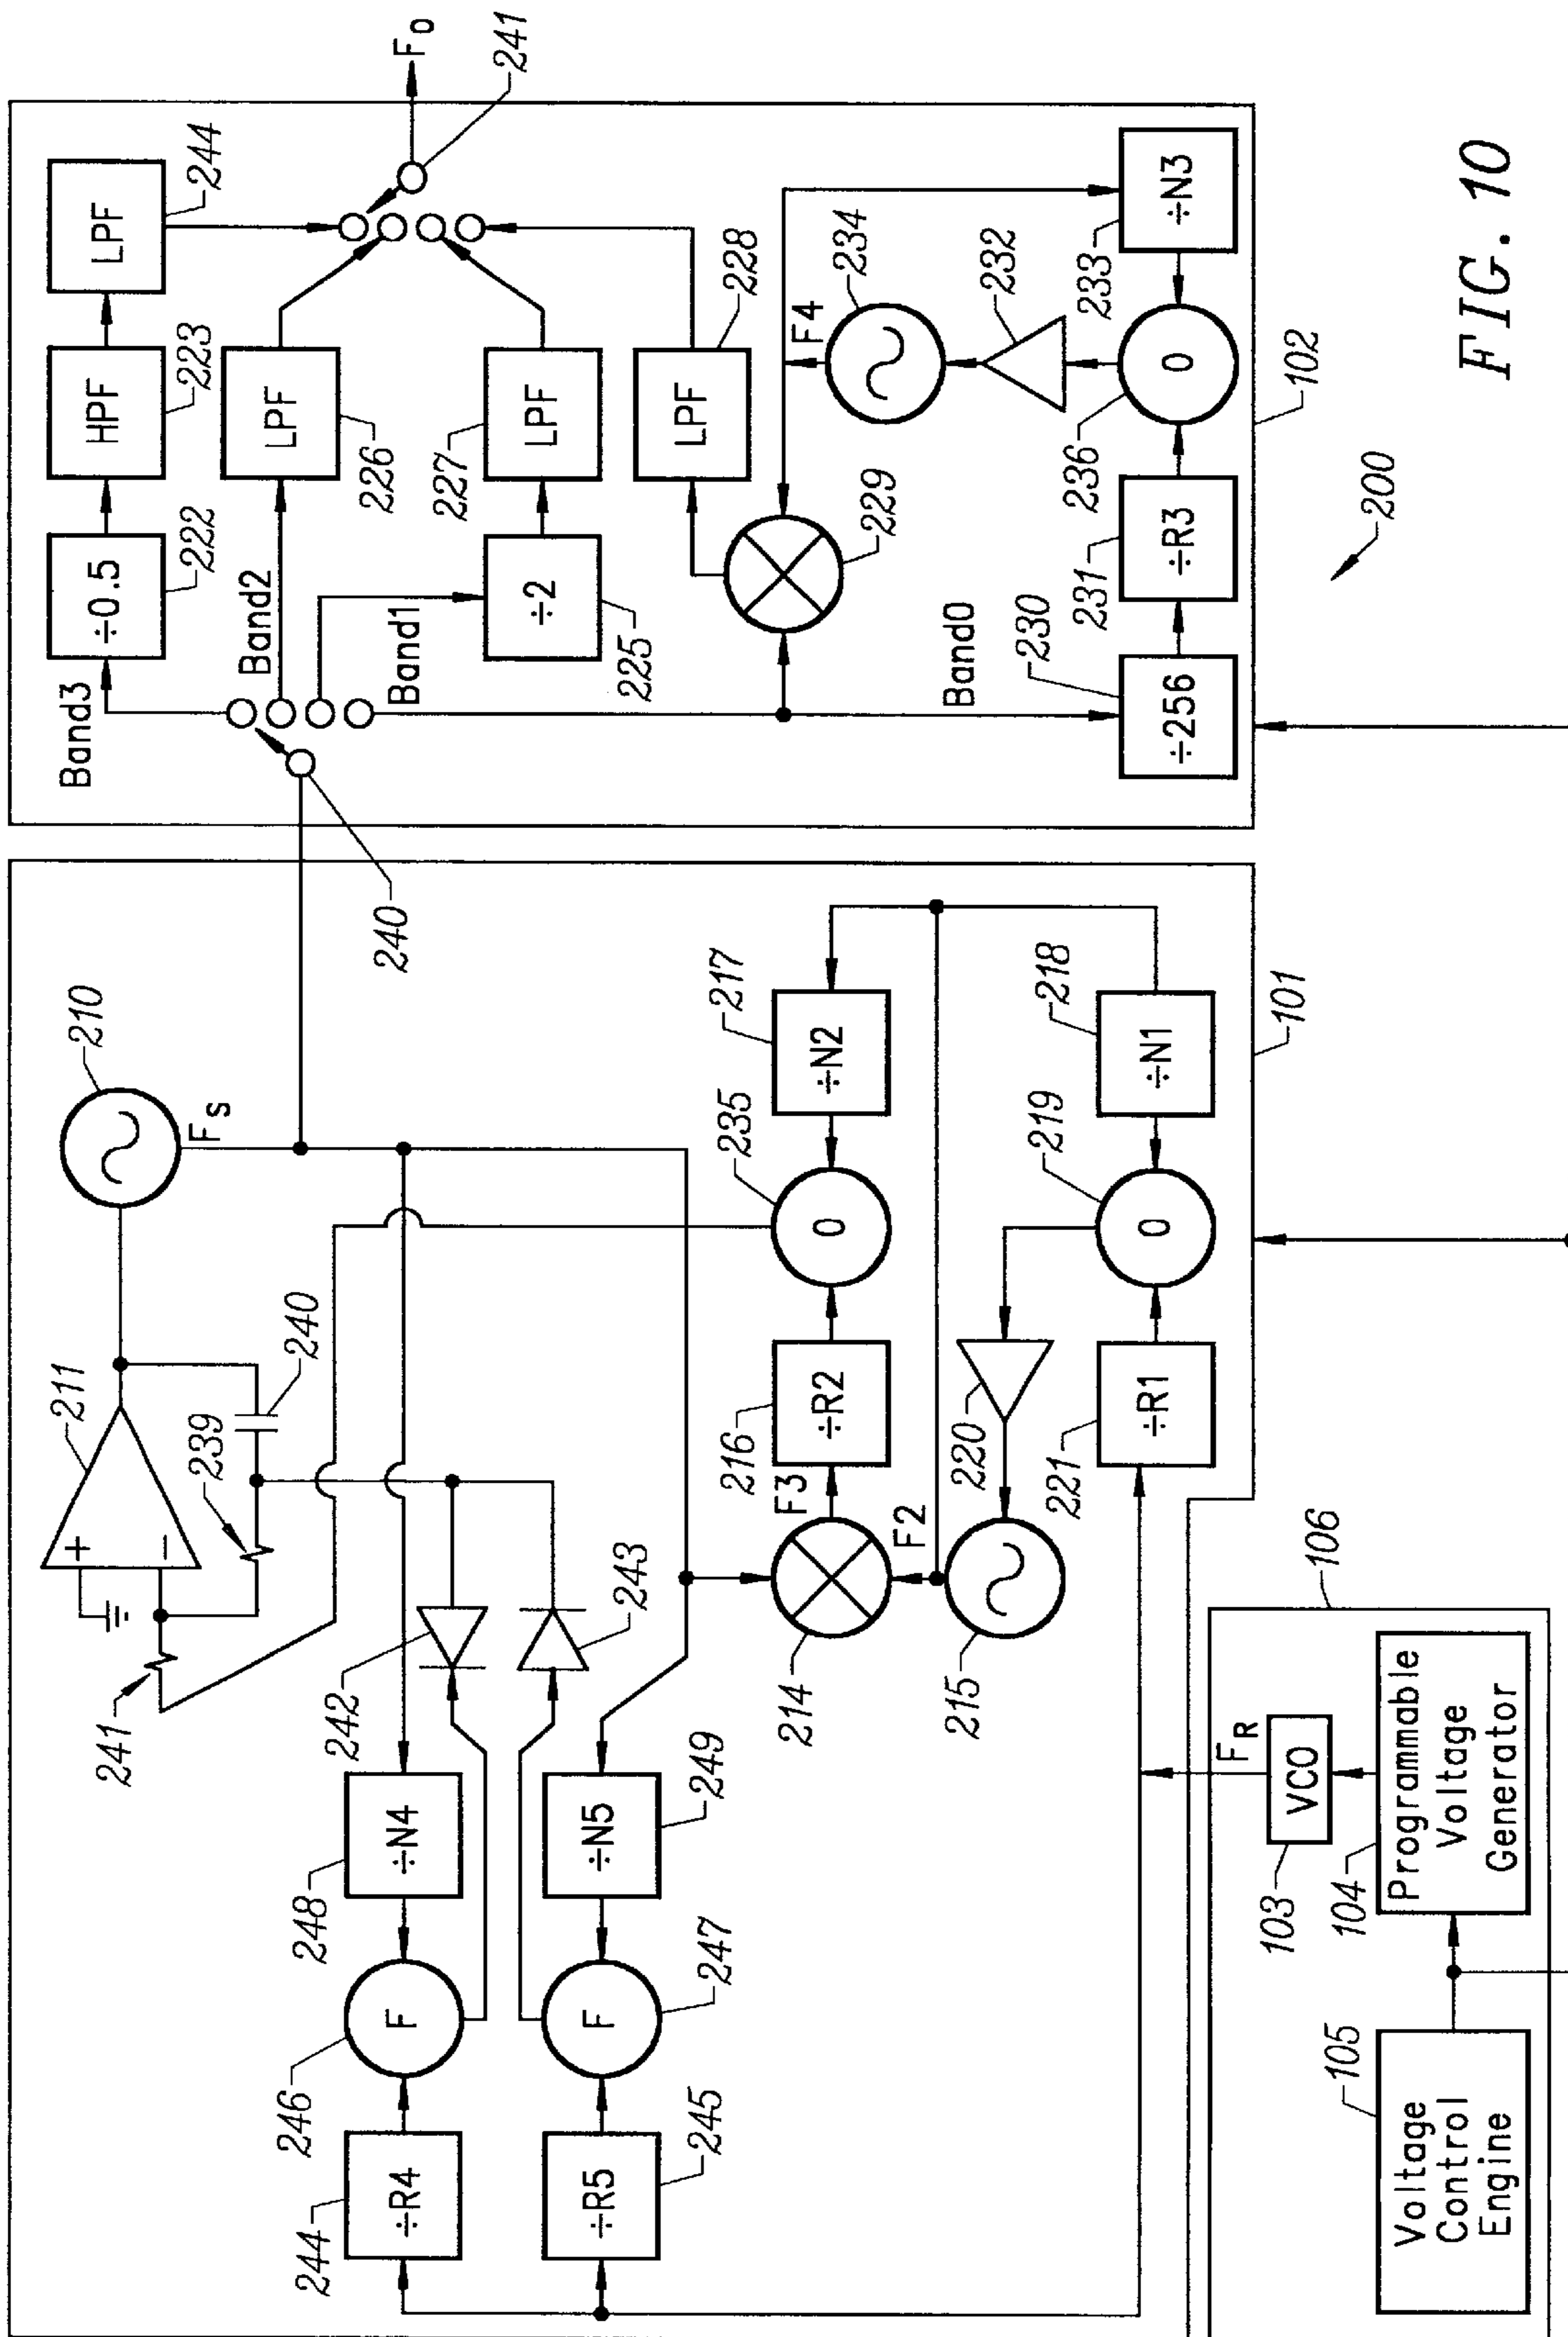 244
LPF
HPF
223
÷0.5
222
Band3
F0
241
LPF
226
Band2
LPF
227
÷2
225
Band1
LPF
228
229
F4
234
232
÷N3
233
0
236
÷R3
231
÷256
230
Band0
102
200
FIG. 10
240
210
FS
211
+
−
239
240
241
242
243
÷N4
248
÷N5
249
F
246
F
247
÷R4
244
÷R5
245
÷N2
217
0
235
÷R2
216
F3
214
F2
215
220
÷N1
218
0
219
÷R1
221
101
106
FR
VCO
103
Programmable
Voltage
Generator
104
Voltage
Control
Engine
105